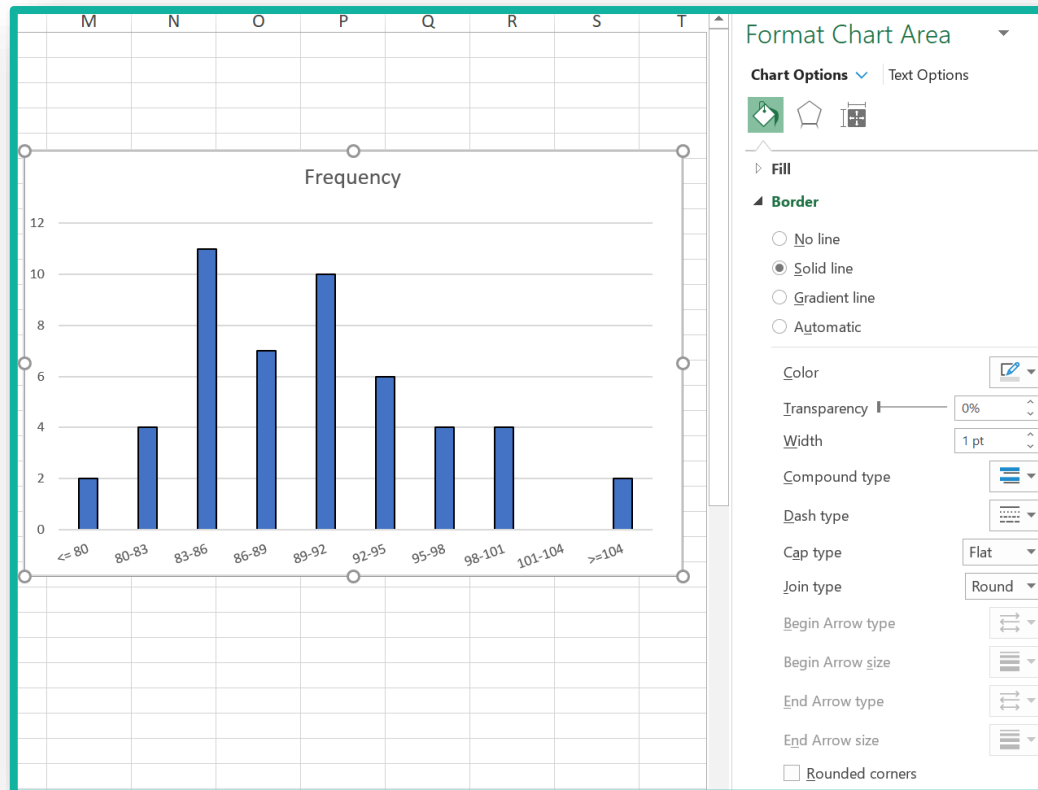 M N O P Q R S T
Frequency
12
10
8
6
4
2
0
<= 80 80-83 83-86 86-89 89-92 92-95 95-98 98-101 101-104 >=104
Format Chart Area
Chart Options Text Options
Fill
Border
No line
Solid line
Gradient line
Automatic
Color
Transparency 0%
Width 1 pt
Compound type
Dash type
Cap type Flat
Join type Round
Begin Arrow type
Begin Arrow size
End Arrow type
End Arrow size
Rounded corners